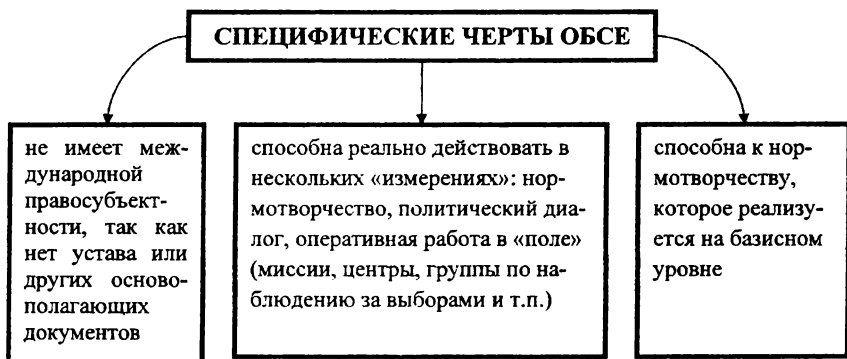 СПЕЦИФИЧЕСКИЕ ЧЕРТЫ ОБСЕ
не имеет меж-
дународной
правосубъект-
ности, так как
нет устава или
других осново-
полагающих
документов
способна реально действовать в
нескольких «измерениях»: нор-
мотворчество, политический диа-
лог, оперативная работа в «поле»
(миссии, центры, группы по на-
блюдению за выборами и т.п.)
способна к нор-
мотворчеству,
которое реализу-
ется на базисном
уровне